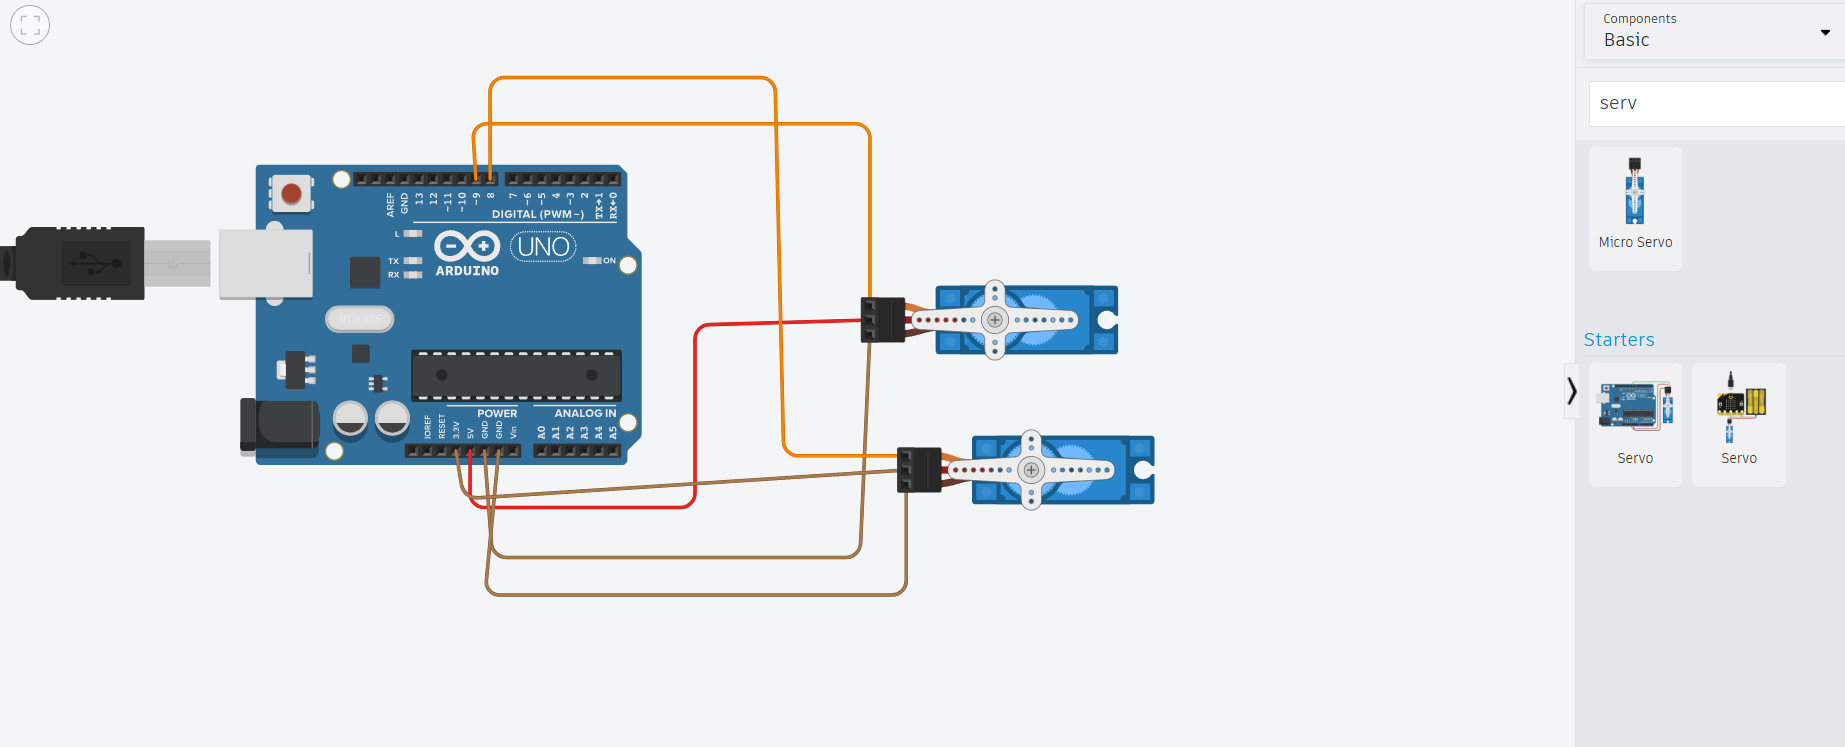 Components
Basic
serv
Micro Servo
Starters
Servo
Servo
AREF
GND
13
12
~11
~10
~9
8
7
~6
~5
4
~3
2
TX→1
RX←0
DIGITAL (PWM~)
L
TX
RX
ARDUINO
UNO
ON
POWER
ANALOG IN
IOREF
RESET
3.3V
5V
GND
GND
Vin
A0
A1
A2
A3
A4
A5